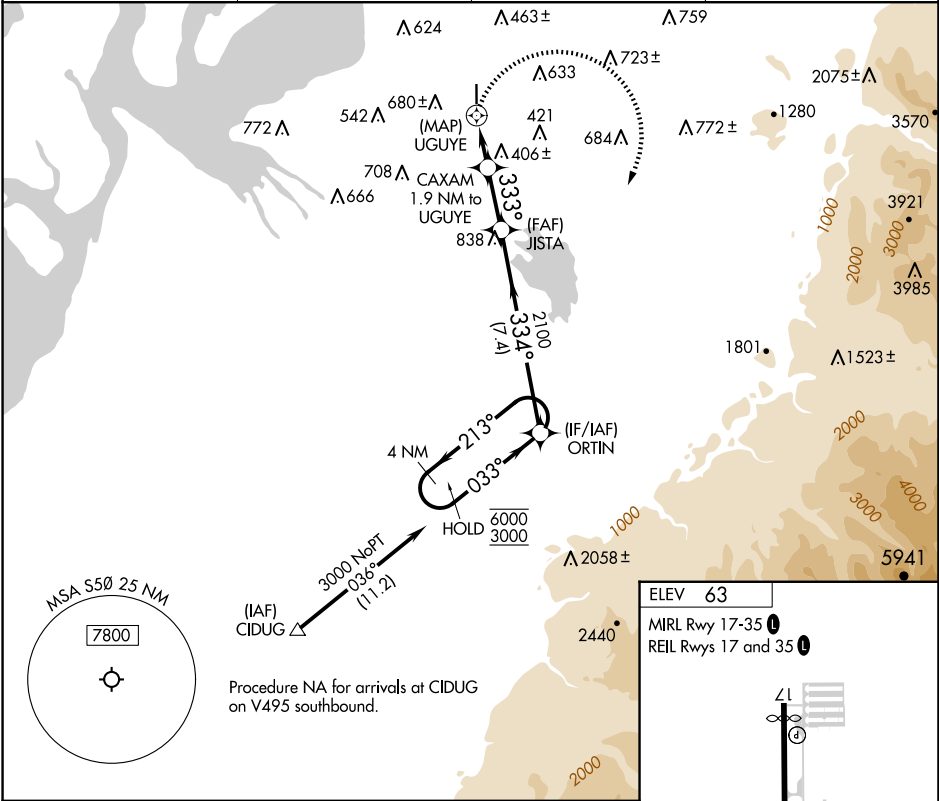 624
463±
759
633
723±
2075±
772
542
680±
(MAP)
UGUYE
421
684
772±
1280
3570
406±
708
666
CAXAM
1.9 NM to
UGUYE
333°
(FAF)
JISTA
838
1000
2000
3000
3921
3985
334°
2100
(7.4)
1801
1523±
2000
213°
4 NM
033°
(IF/IAF)
ORTIN
HOLD
6000
3000
1000
3000
4000
2058±
5941
3000 NoPT
036°
(11.2)
(IAF)
CIDUG
2440
MSA S5Ø 25 NM
7800
Procedure NA for arrivals at CIDUG
on V495 southbound.
2000
ELEV 63
MIRL Rwy 17-35 L
REIL Rwys 17 and 35 L
17
P